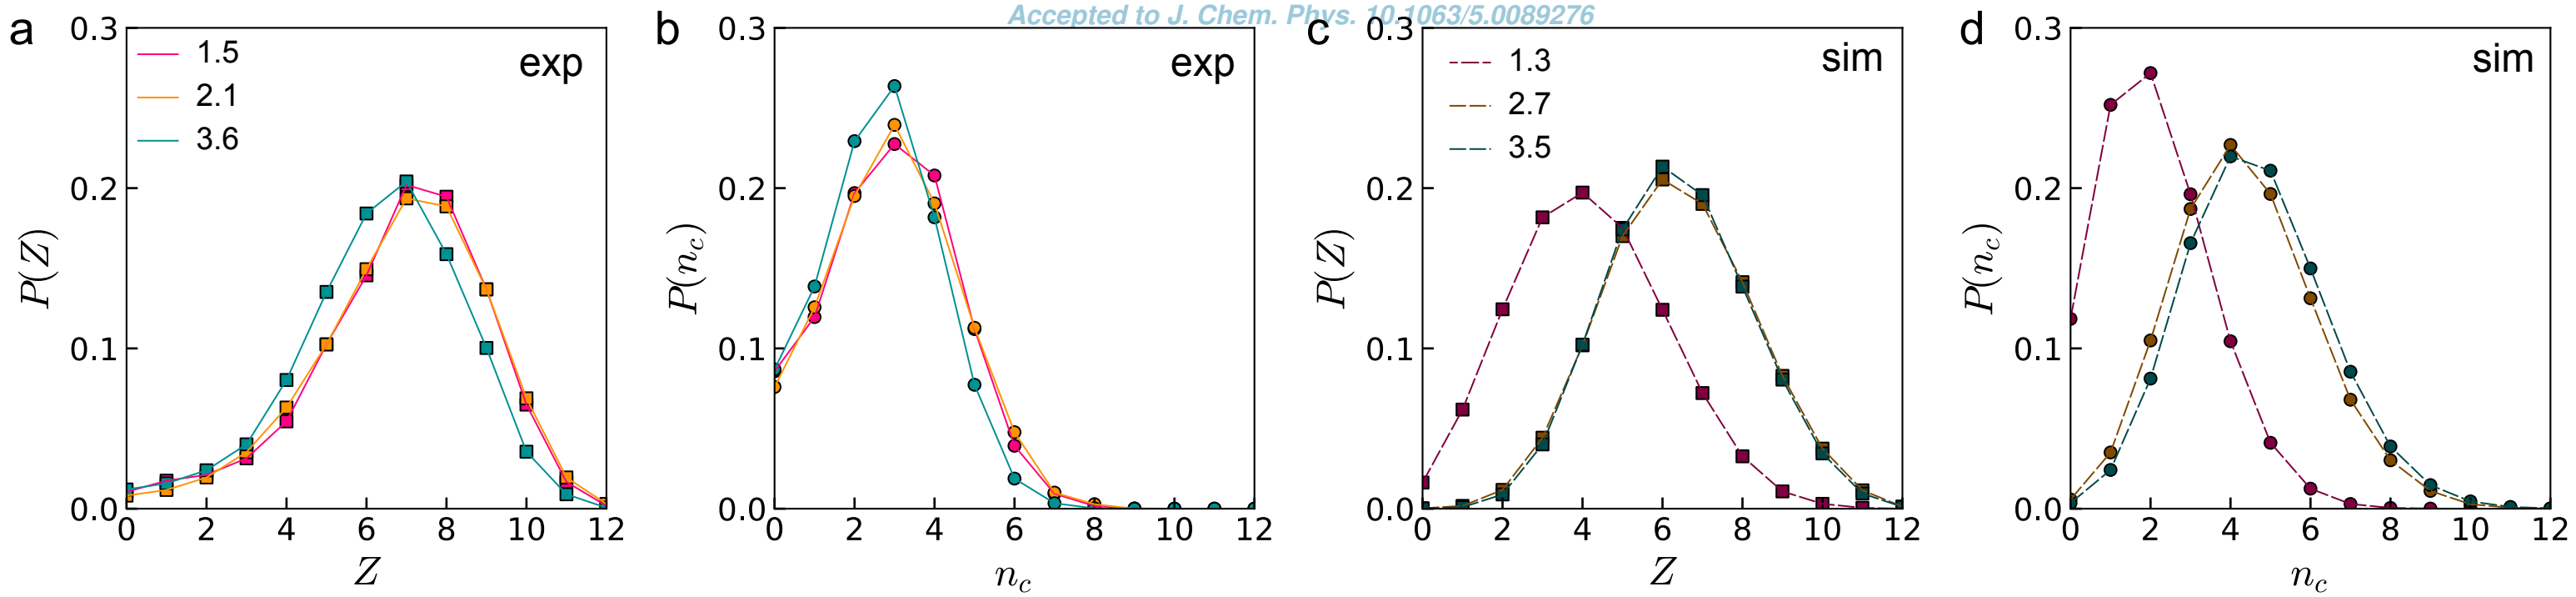 Accepted to J. Chem. Phys. 10.1063/5.0089276
a
0.3
0.2
0.1
0.0
P(Z)
1.5
2.1
3.6
exp
0 2 4 6 8 10 12
Z
b
0.3
0.2
0.1
0.0
P(n_c)
exp
0 2 4 6 8 10 12
n_c
c
0.3
0.2
0.1
0.0
P(Z)
1.3
2.7
3.5
sim
0 2 4 6 8 10 12
Z
d
0.3
0.2
0.1
0.0
P(n_c)
sim
0 2 4 6 8 10 12
n_c